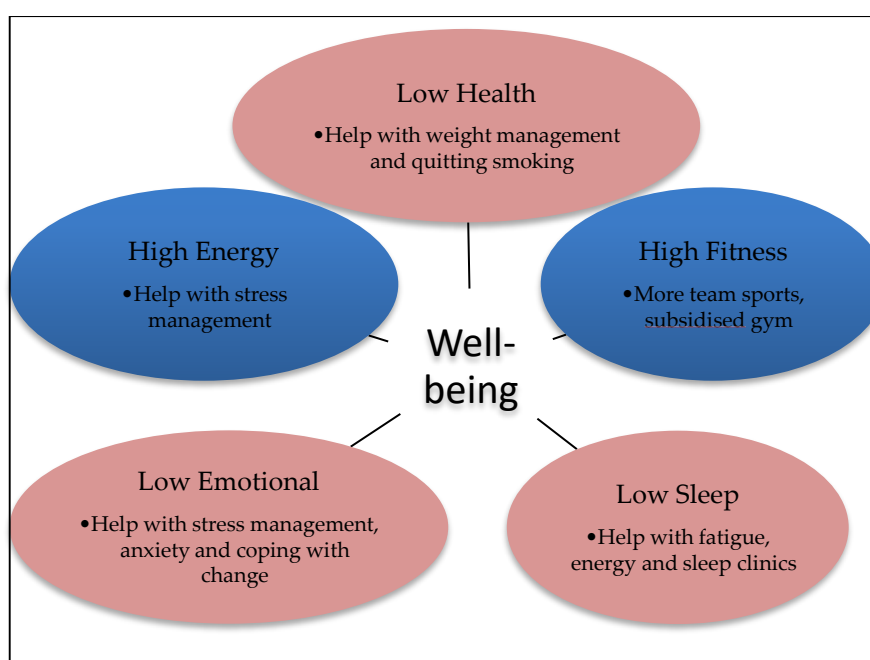 Low Health
•Help with weight management
and quitting smoking
High Energy
•Help with stress
management
High Fitness
•More team sports,
subsidised gym
Well-
being
Low Emotional
•Help with stress management,
anxiety and coping with
change
Low Sleep
•Help with fatigue,
energy and sleep clinics